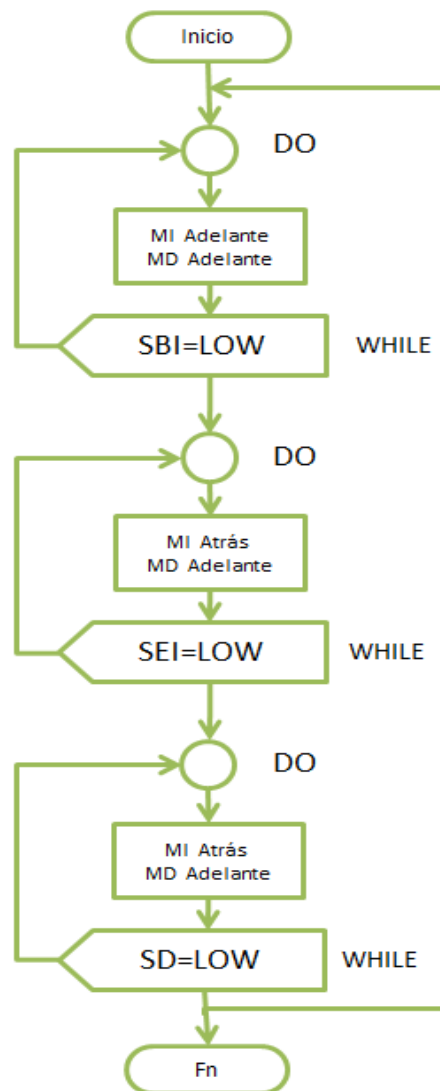 Inicio
DO
MI Adelante
MD Adelante
SBI=LOW
WHILE
DO
MI Atrás
MD Adelante
SEI=LOW
WHILE
DO
MI Atrás
MD Adelante
SD=LOW
WHILE
Fn